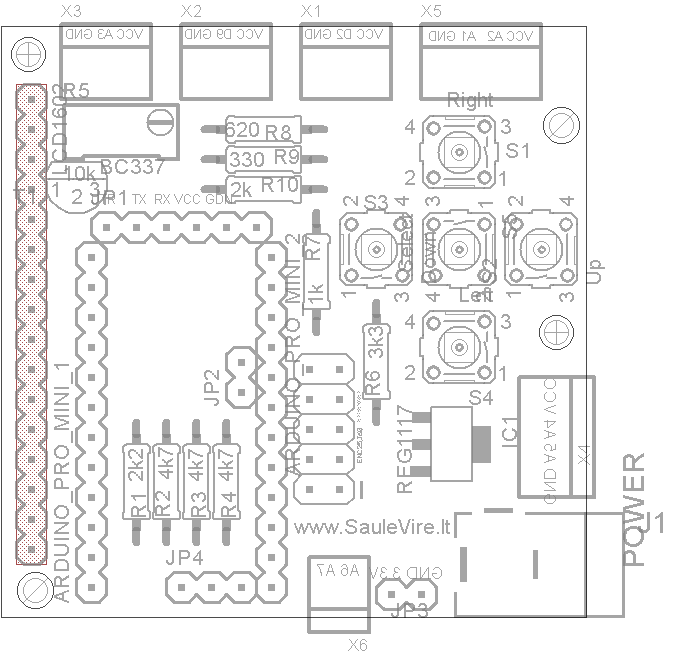 X3
X2
X1
X5
VCC A3 GND
VCC D9 GND
VCC D2 GND
VCC A2 A1 GND
R5
LCD1602
10k
BC337
T1
1
2
3
JP1
TX RX VCC GDN
620 R8
330 R9
2k R10
Right
4
3
2
1
S1
S3
2
4
1
3
Select
3
1
4
2
Down
S2
S5
2
4
1
3
Up
Left
4
3
2
1
S4
R7
1k
R6 3k3
ARDUINO_PRO_MINI_2
ARDUINO_PRO_MINI_1
JP2
R1 2k2
R2 4k7
R3 4k7
R4 4k7
JP4
REG1117
IC1
GND A5 A4 VCC
X4
www.SauleVire.lt
POWER
J1
A6 A7
GND 3.3V
JP3
X6